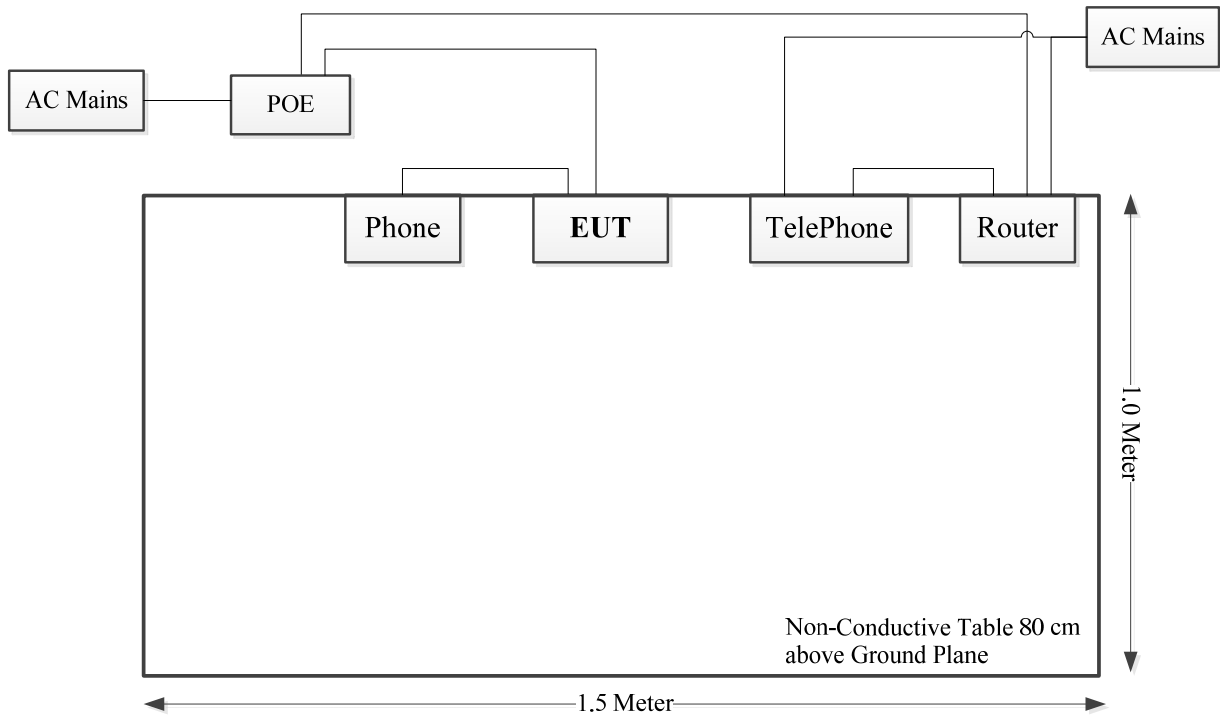 AC Mains
AC Mains
POE
Phone
EUT
TelePhone
Router
1.0 Meter
Non-Conductive Table 80 cm
above Ground Plane
1.5 Meter